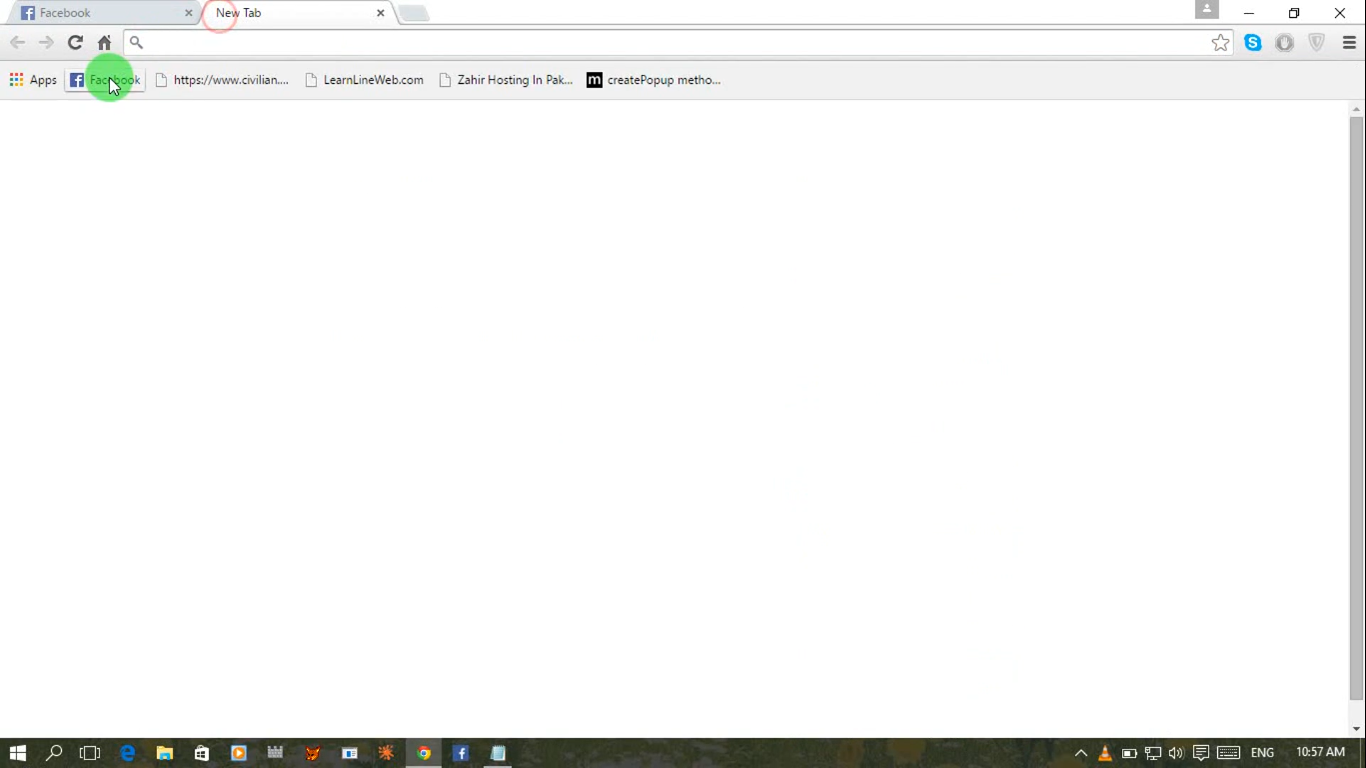 Facebook
New Tab
Apps Facebook https://www.civilian.... LearnLineWeb.com Zahir Hosting In Pak... m createPopup metho...
ENG 10:57 AM